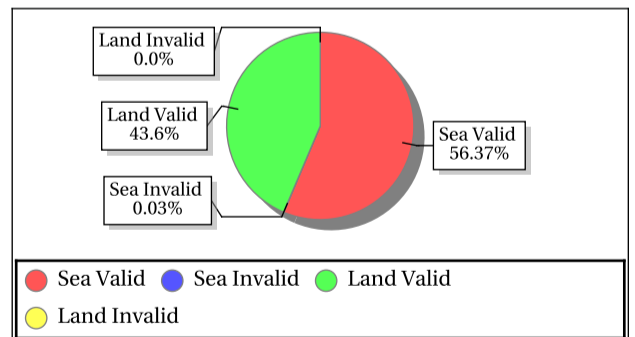 Land Invalid
0.0%
Land Valid
43.6%
Sea Valid
56.37%
Sea Invalid
0.03%
Sea Valid
Sea Invalid
Land Valid
Land Invalid